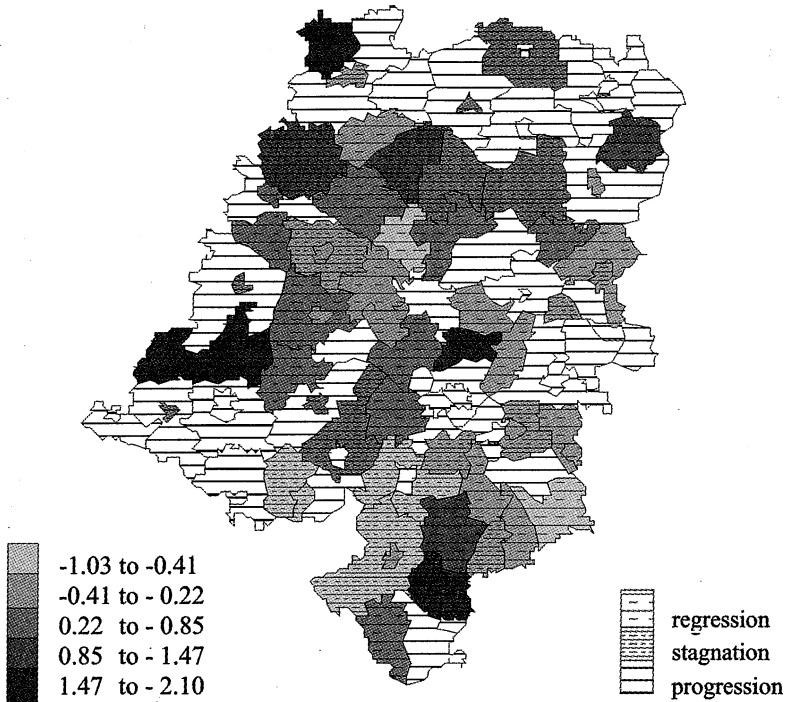 -1.03 to -0.41
-0.41 to - 0.22
0.22 to - 0.85
0.85 to - 1.47
1.47 to - 2.10
regression
stagnation
progression